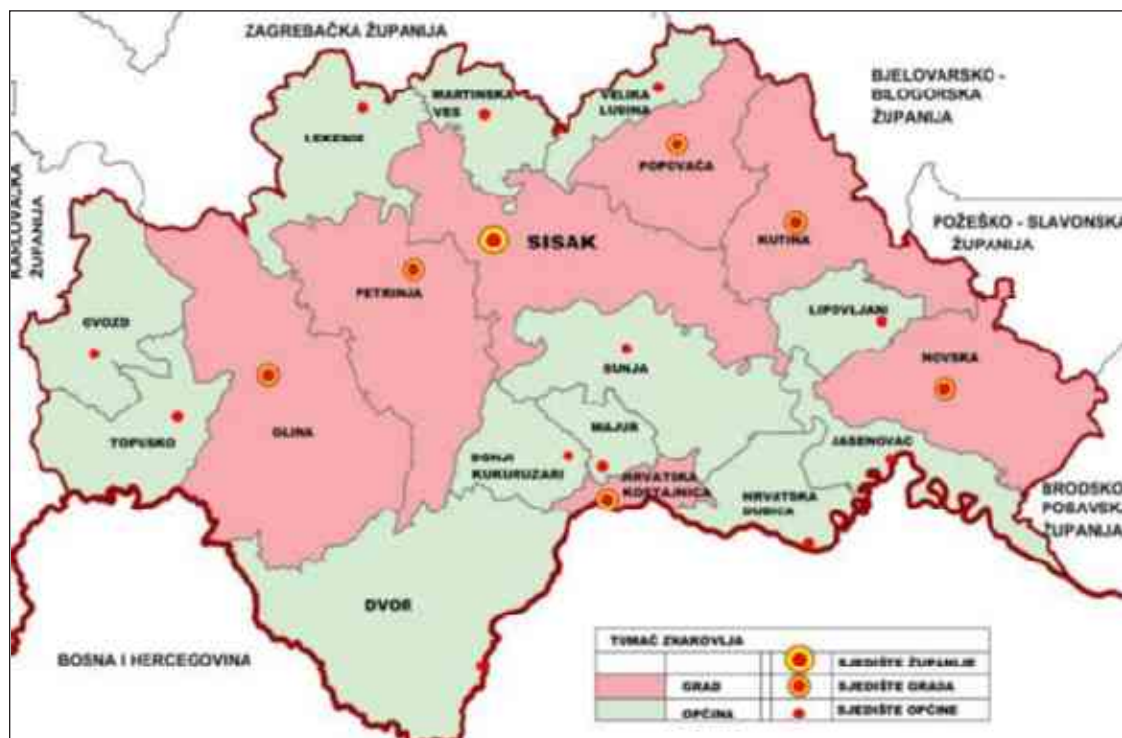 ZAGREBAČKA ŽUPANIJA
BJELOVARSKO -
BILOGORSKA
ŽUPANIJA
MARTINSKA
VES
VELIKA
LUDINA
LEKENIK
POPOVAČA
KARLOVAČKA
ŽUPANIJA
POŽEŠKO - SLAVONSKA
ŽUPANIJA
KUTINA
SISAK
PETRINJA
LIPOVLJANI
GVOZD
NOVSKA
SUNJA
GLINA
TOPUSKO
MAJUR
JASENOVAC
DONJI
KUKURUZARI
HRVATSKA
KOSTAJNICA
HRVATSKA
DUBICA
BRODSKO
POSAVSKA
ŽUPANIJA
DVOR
BOSNA I HERCEGOVINA
TUMAČ ZNAKOVLJA
SJEDIŠTE ŽUPANIJE
GRAD
SJEDIŠTE GRADA
OPĆINA
SJEDIŠTE OPĆINE